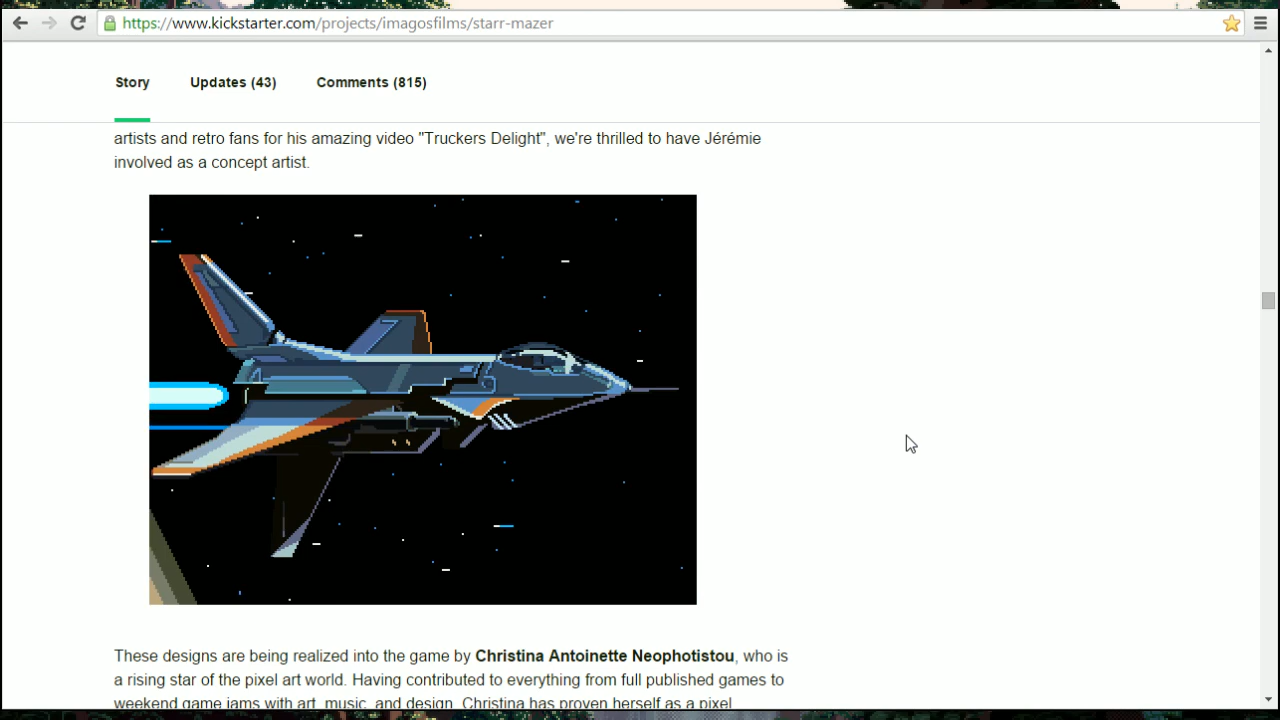 https://www.kickstarter.com/projects/imagosfilms/starr-mazer
Story Updates (43) Comments (815)
artists and retro fans for his amazing video "Truckers Delight", we're thrilled to have Jérémie
involved as a concept artist.
These designs are being realized into the game by Christina Antoinette Neophotistou, who is
a rising star of the pixel art world. Having contributed to everything from full published games to
weekend game jams with art, music, and design, Christina has proven herself as a pixel